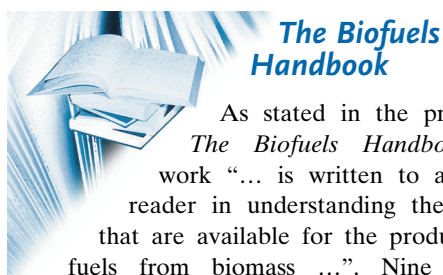 The Biofuels
Handbook
As stated in the pr
The Biofuels Handbo
work “… is written to a
reader in understanding the
that are available for the produ
fuels from biomass …”. Nine